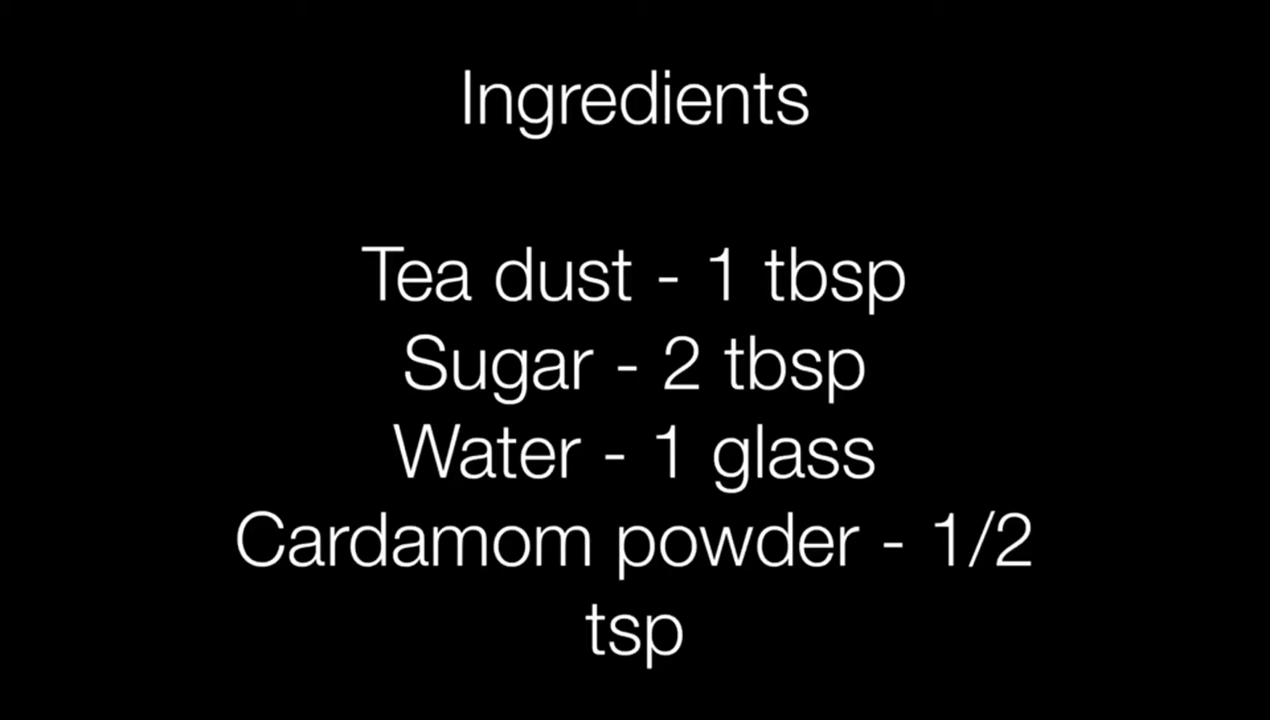 Ingredients
Tea dust - 1 tbsp
Sugar - 2 tbsp
Water - 1 glass
Cardamom powder - 1/2
tsp